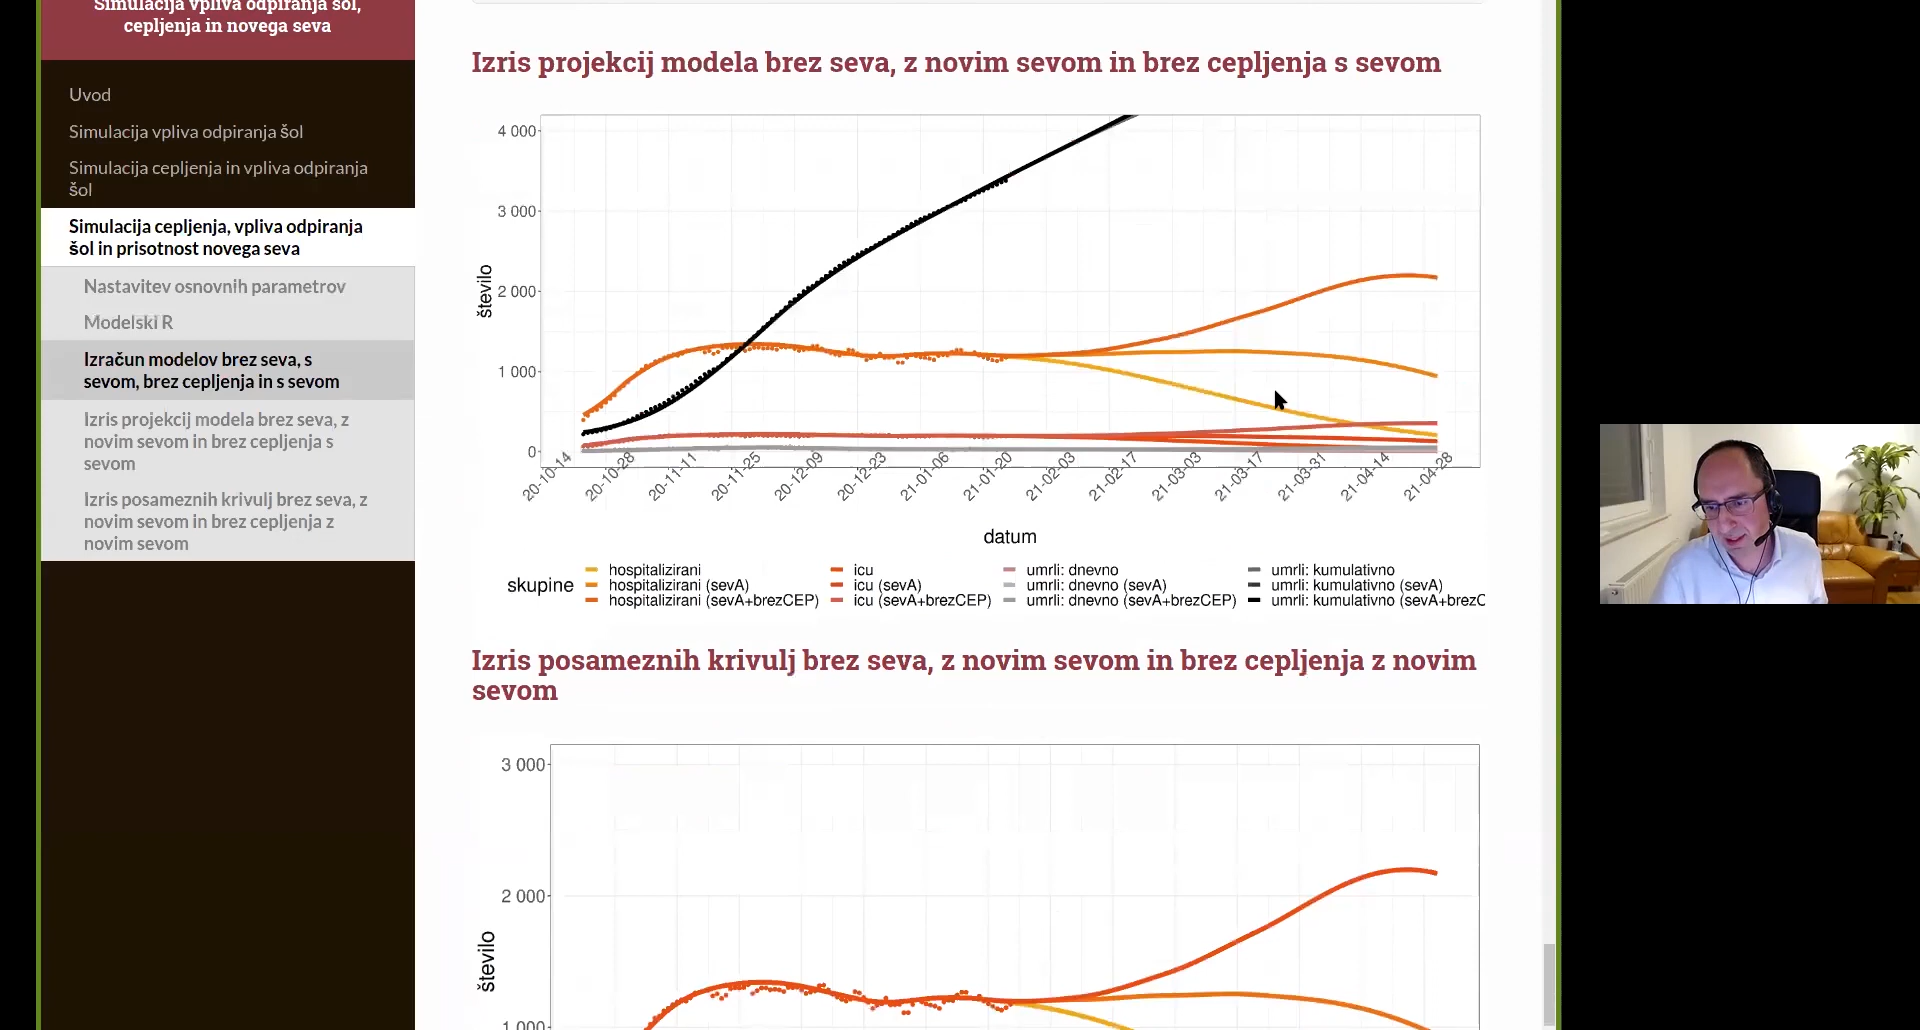 Simulacija vpliva odpiranja šol,
cepljenja in novega seva
Uvod
Simulacija vpliva odpiranja šol
Simulacija cepljenja in vpliva odpiranja
šol
Simulacija cepljenja, vpliva odpiranja
šol in prisotnost novega seva
Nastavitev osnovnih parametrov
Modelski R
Izračun modelov brez seva, s
sevom, brez cepljenja in s sevom
Izris projekcij modela brez seva, z
novim sevom in brez cepljenja s
sevom
Izris posameznih krivulj brez seva, z
novim sevom in brez cepljenja z
novim sevom
Izris projekcij modela brez seva, z novim sevom in brez cepljenja s sevom
4 000
3 000
2 000
1 000
0
število
20-10-14
20-10-28
20-11-11
20-11-25
20-12-09
20-12-23
21-01-06
21-01-20
21-02-03
21-02-17
21-03-03
21-03-17
21-03-31
21-04-14
21-04-28
datum
skupine
hospitalizirani
hospitalizirani (sevA)
hospitalizirani (sevA+brezCEP)
icu
icu (sevA)
icu (sevA+brezCEP)
umrli: dnevno
umrli: dnevno (sevA)
umrli: dnevno (sevA+brezCEP)
umrli: kumulativno
umrli: kumulativno (sevA)
umrli: kumulativno (sevA+brezC
Izris posameznih krivulj brez seva, z novim sevom in brez cepljenja z novim
sevom
3 000
2 000
1 000
število